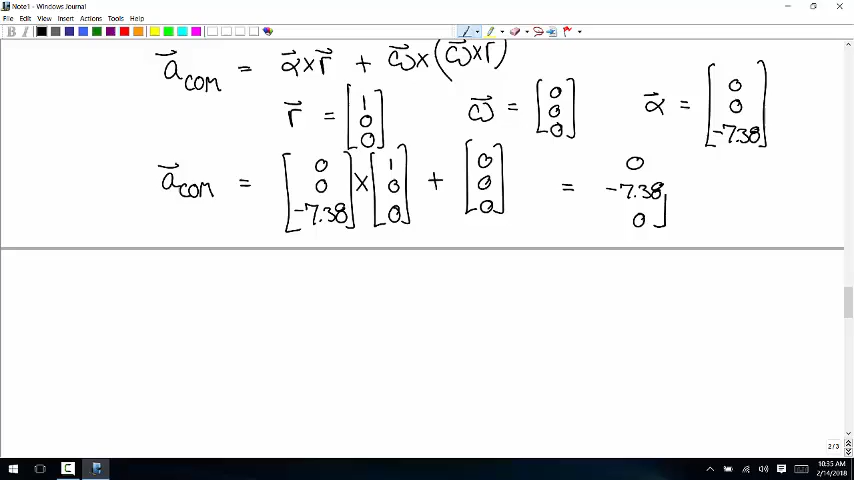 Note1 - Windows Journal
File Edit View Insert Actions Tools Help
B I
a⃗com = α⃗ x r⃗ + ω⃗ x (ω⃗ x r⃗)
r⃗ = [1 0 0] ω⃗ = [0 0 0] α⃗ = [0 0 -7.38]
a⃗com = [0 0 -7.38] x [1 0 0] + [0 0 0] = 0 -7.38 0]
2/3
10:35 AM
2/14/2018